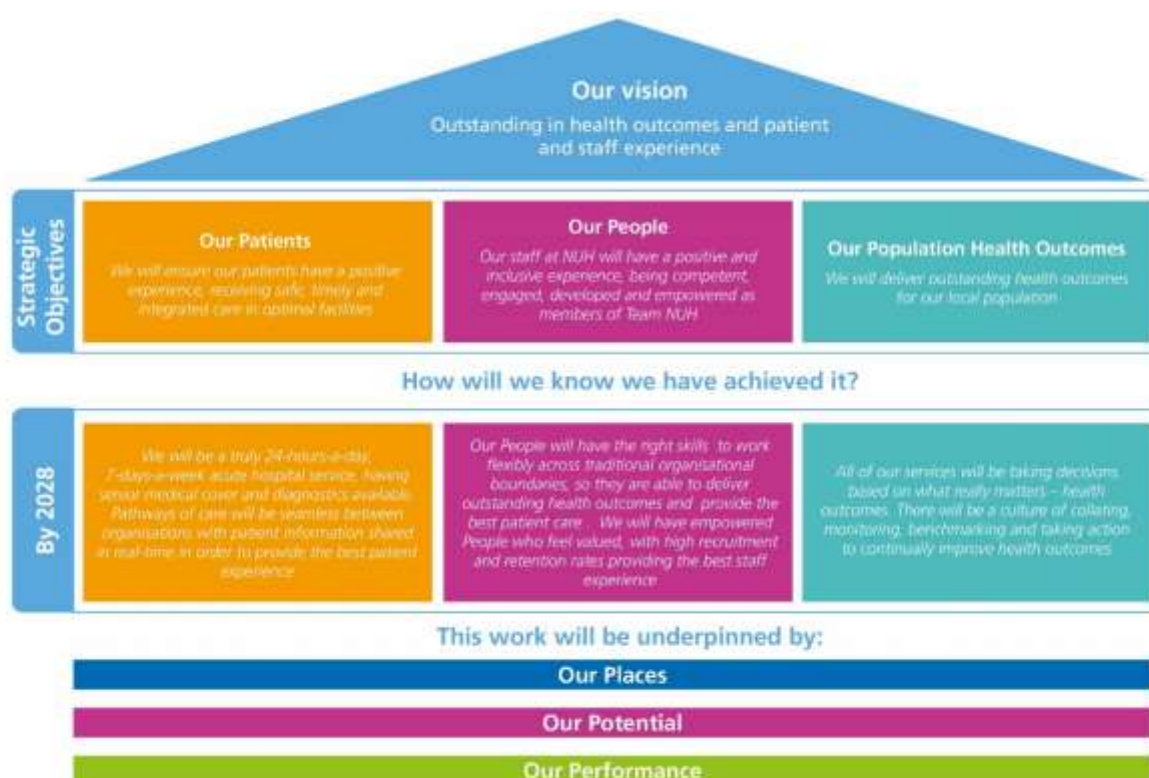 Our vision
Outstanding in health outcomes and patient
and staff experience
Strategic
Objectives
Our Patients
We will ensure our patients have a positive
experience, receiving safe, timely and
integrated care in optimal facilities
Our People
Our staff at NUH will have a positive and
inclusive experience, being competent,
engaged, developed and empowered as
members of Team NUH
Our Population Health Outcomes
We will deliver outstanding health outcomes
for our local population
How will we know we have achieved it?
By 2028
We will be a truly 24-hours-a-day,
7-days-a-week acute hospital service, having
senior medical cover and diagnostics available.
Pathways of care will be seamless between
organisations with patient information shared
in real-time in order to provide the best patient
experience
Our People will have the right skills to work
flexibly across traditional organisational
boundaries, so they are able to deliver
outstanding health outcomes and provide the
best patient care . We will have empowered
People who feel valued, with high recruitment
and retention rates providing the best staff
experience
All of our services will be taking decisions
based on what really matters – health
outcomes. There will be a culture of collating,
monitoring, benchmarking and taking action
to continually improve health outcomes
This work will be underpinned by:
Our Places
Our Potential
Our Performance